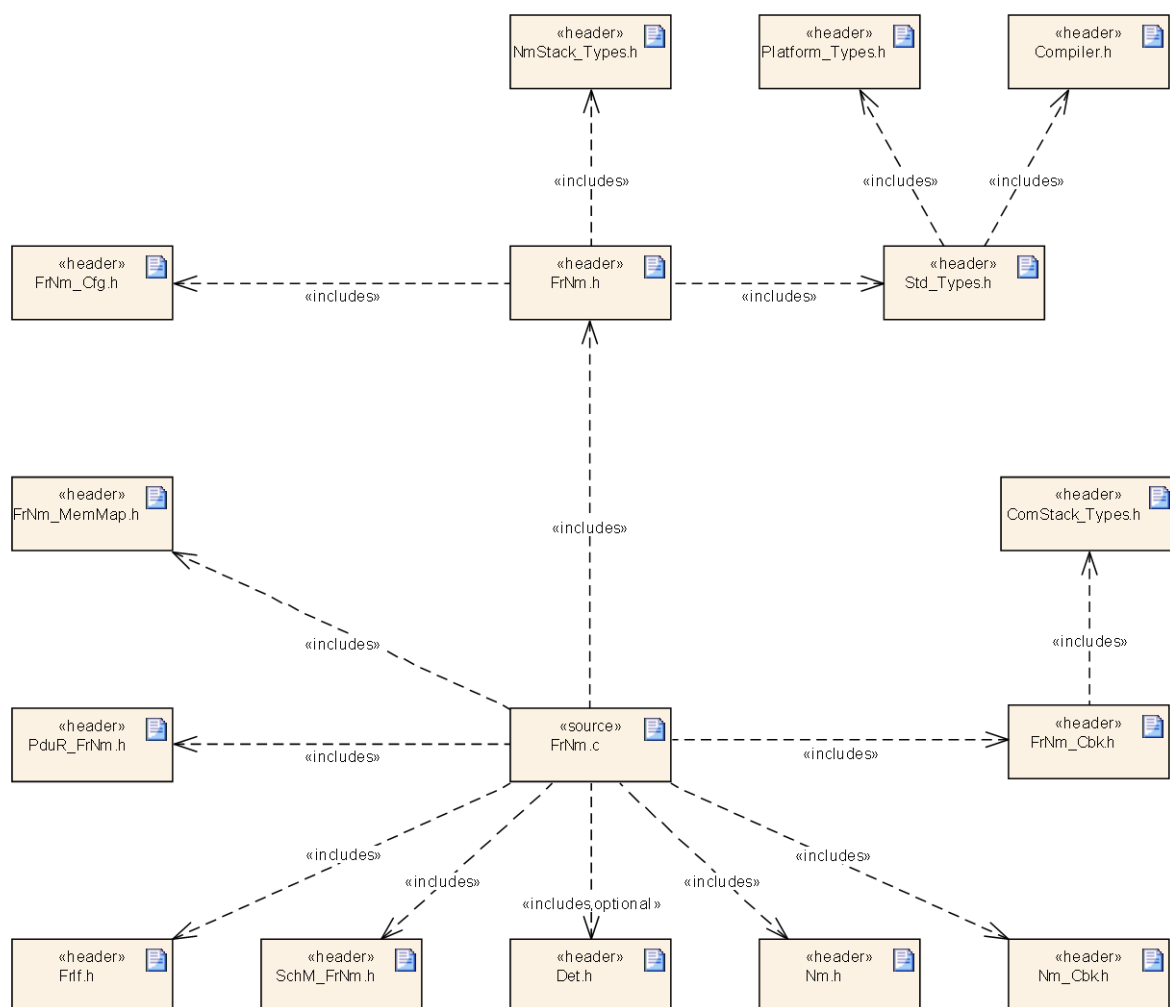 «header»
NmStack_Types.h
«header»
Platform_Types.h
«header»
Compiler.h
«includes»
«includes»
«includes»
«header»
FrNm_Cfg.h
«header»
FrNm.h
«header»
Std_Types.h
«includes»
«includes»
«header»
FrNm_MemMap.h
«header»
ComStack_Types.h
«includes»
«includes»
«includes»
«header»
PduR_FrNm.h
«source»
FrNm.c
«header»
FrNm_Cbk.h
«includes»
«includes»
«includes»
«includes»
«includes,optional»
«includes»
«includes»
«header»
FrIf.h
«header»
SchM_FrNm.h
«header»
Det.h
«header»
Nm.h
«header»
Nm_Cbk.h